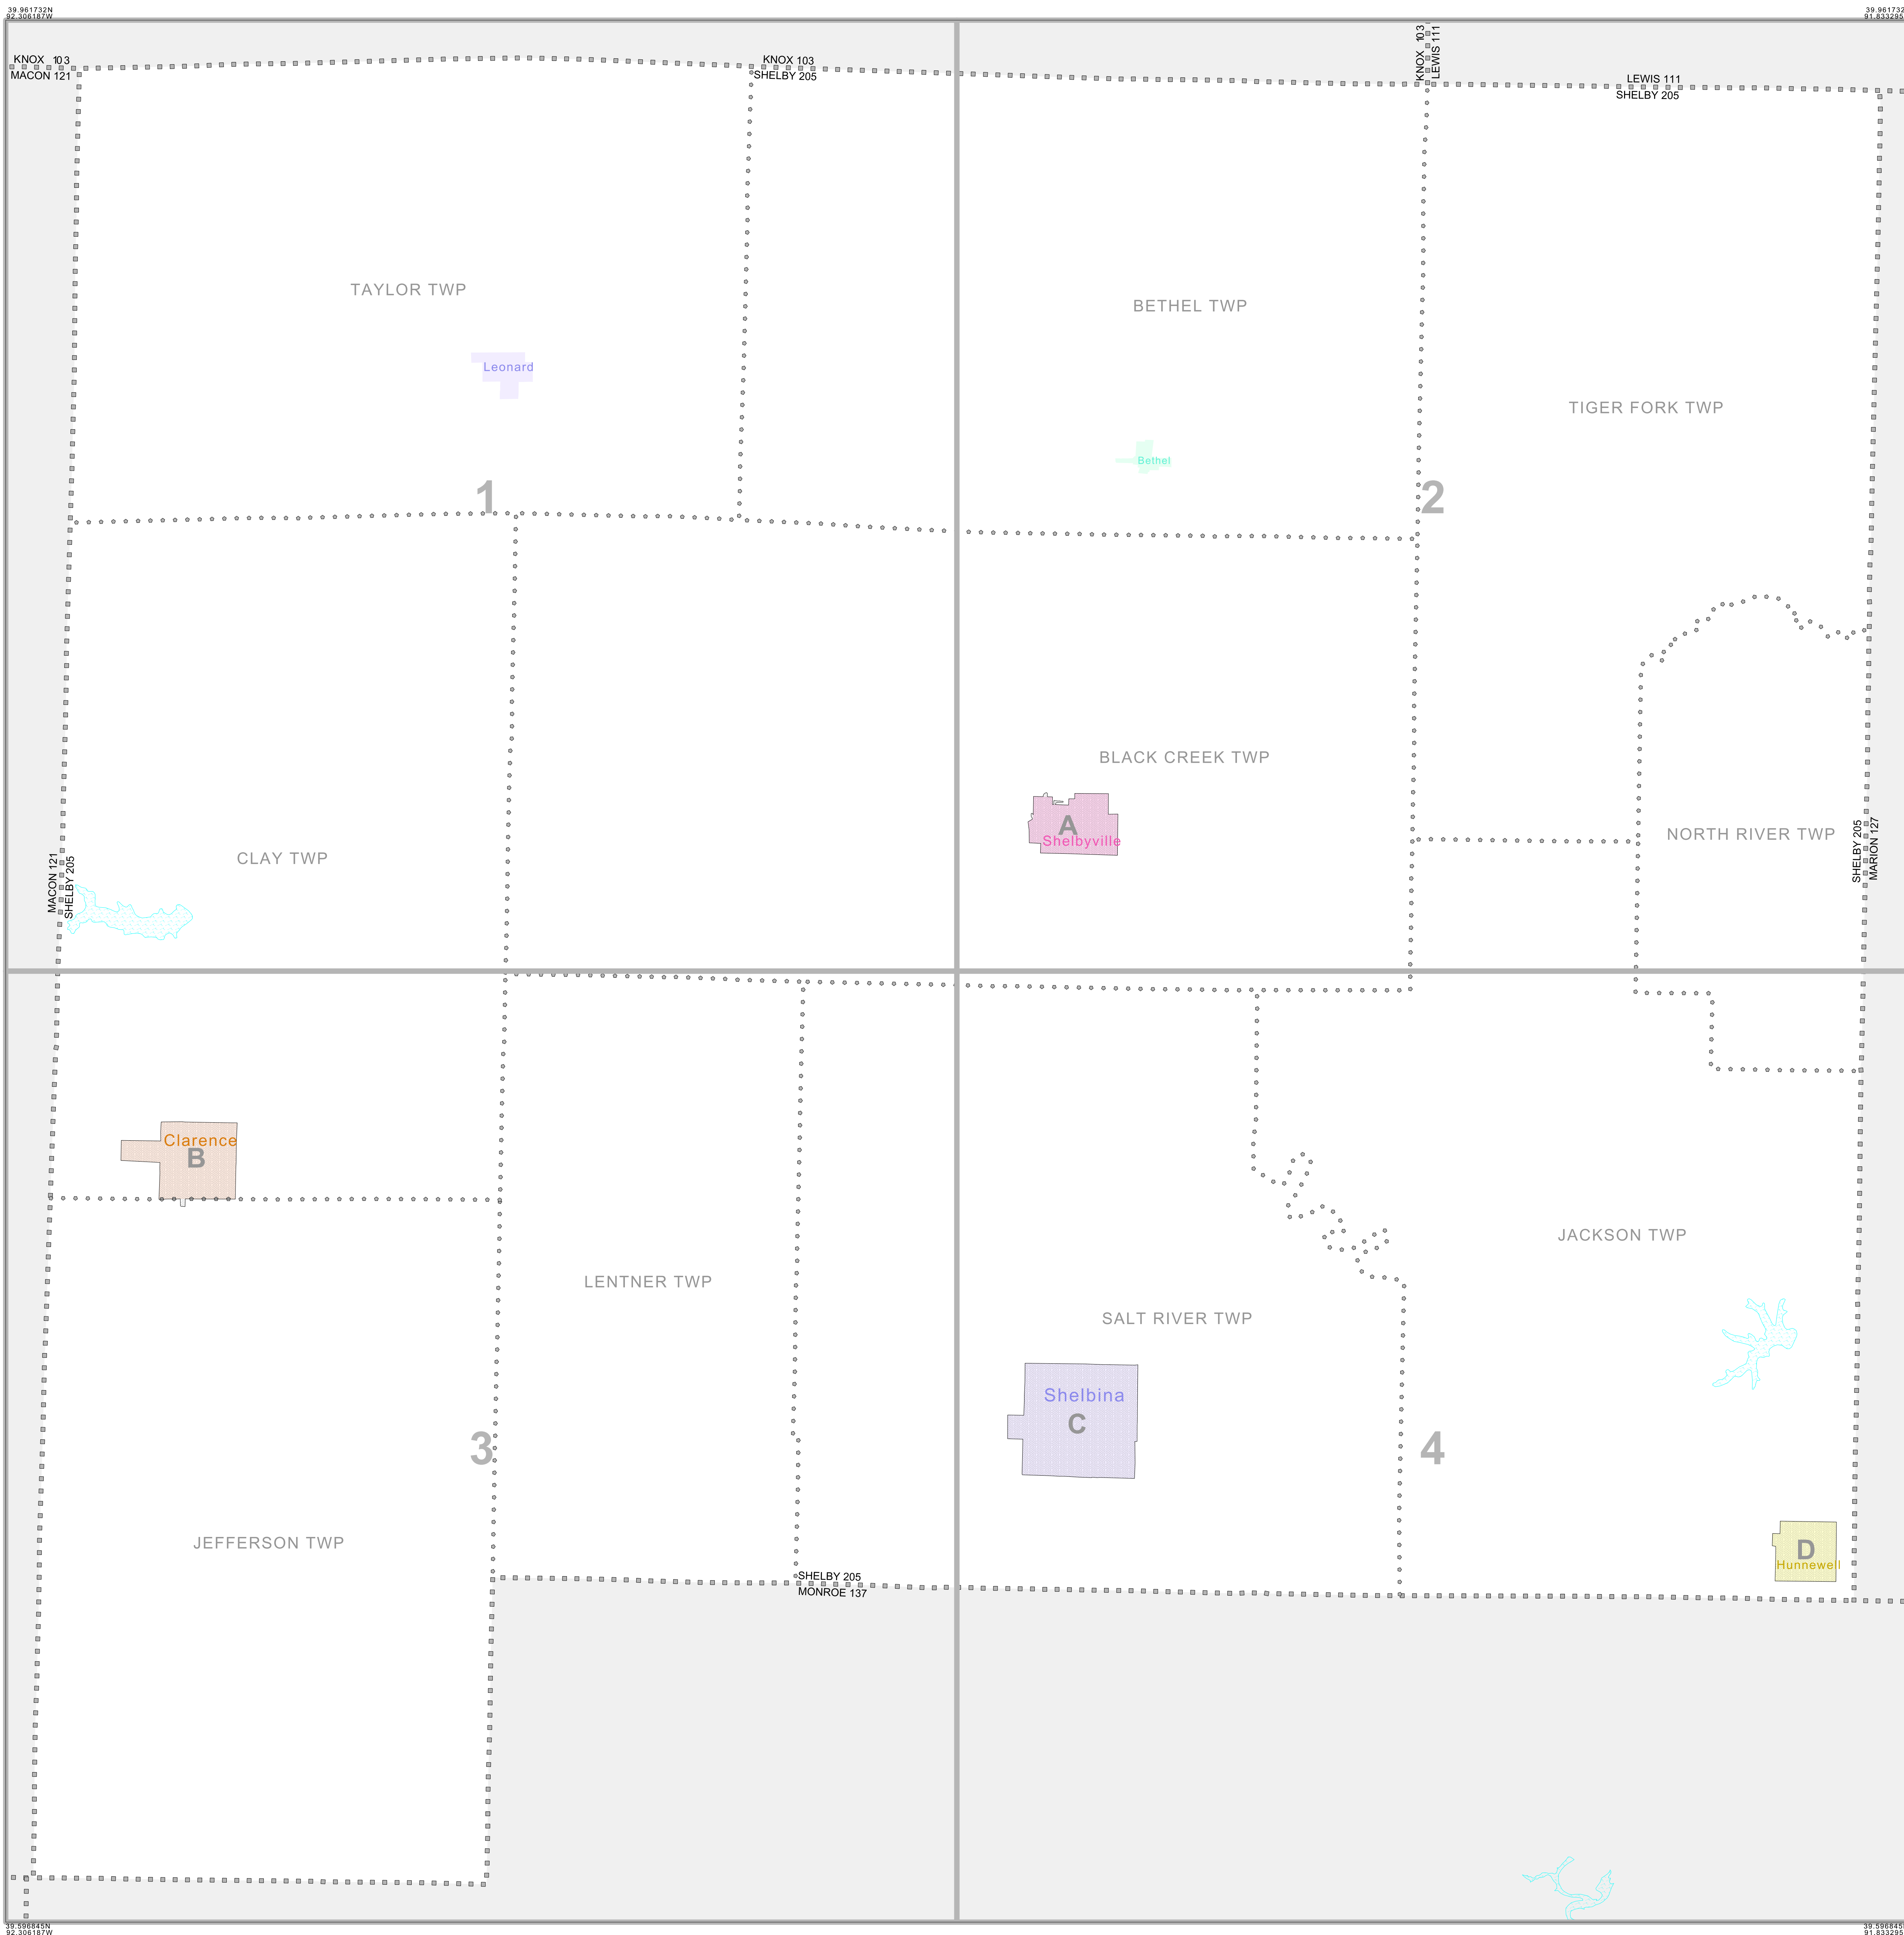 39.961732N
92.306187W
39.961732
91.833295
KNOX 103
MACON 121
KNOX 103
SHELBY 205
KNOX 103
LEWIS 111
LEWIS 111
SHELBY 205
TAYLOR TWP
BETHEL TWP
Leonard
TIGER FORK TWP
Bethel
1
2
BLACK CREEK TWP
A
Shelbyville
NORTH RIVER TWP
CLAY TWP
MACON 121
SHELBY 205
SHELBY 205
MARION 127
Clarence
B
JACKSON TWP
LENTNER TWP
SALT RIVER TWP
Shelbina
C
3
4
JEFFERSON TWP
D
Hunnewell
SHELBY 205
MONROE 137
39.596845N
92.306187W
39.596845
91.833295